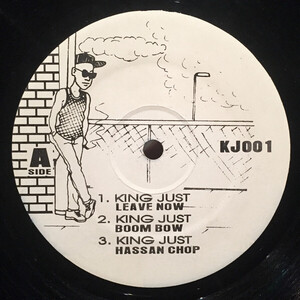 KJ001
A
SIDE
1. KING JUST
LEAVE NOW
2. KING JUST
BOOM BOW
3. KING JUST
HASSAN CHOP